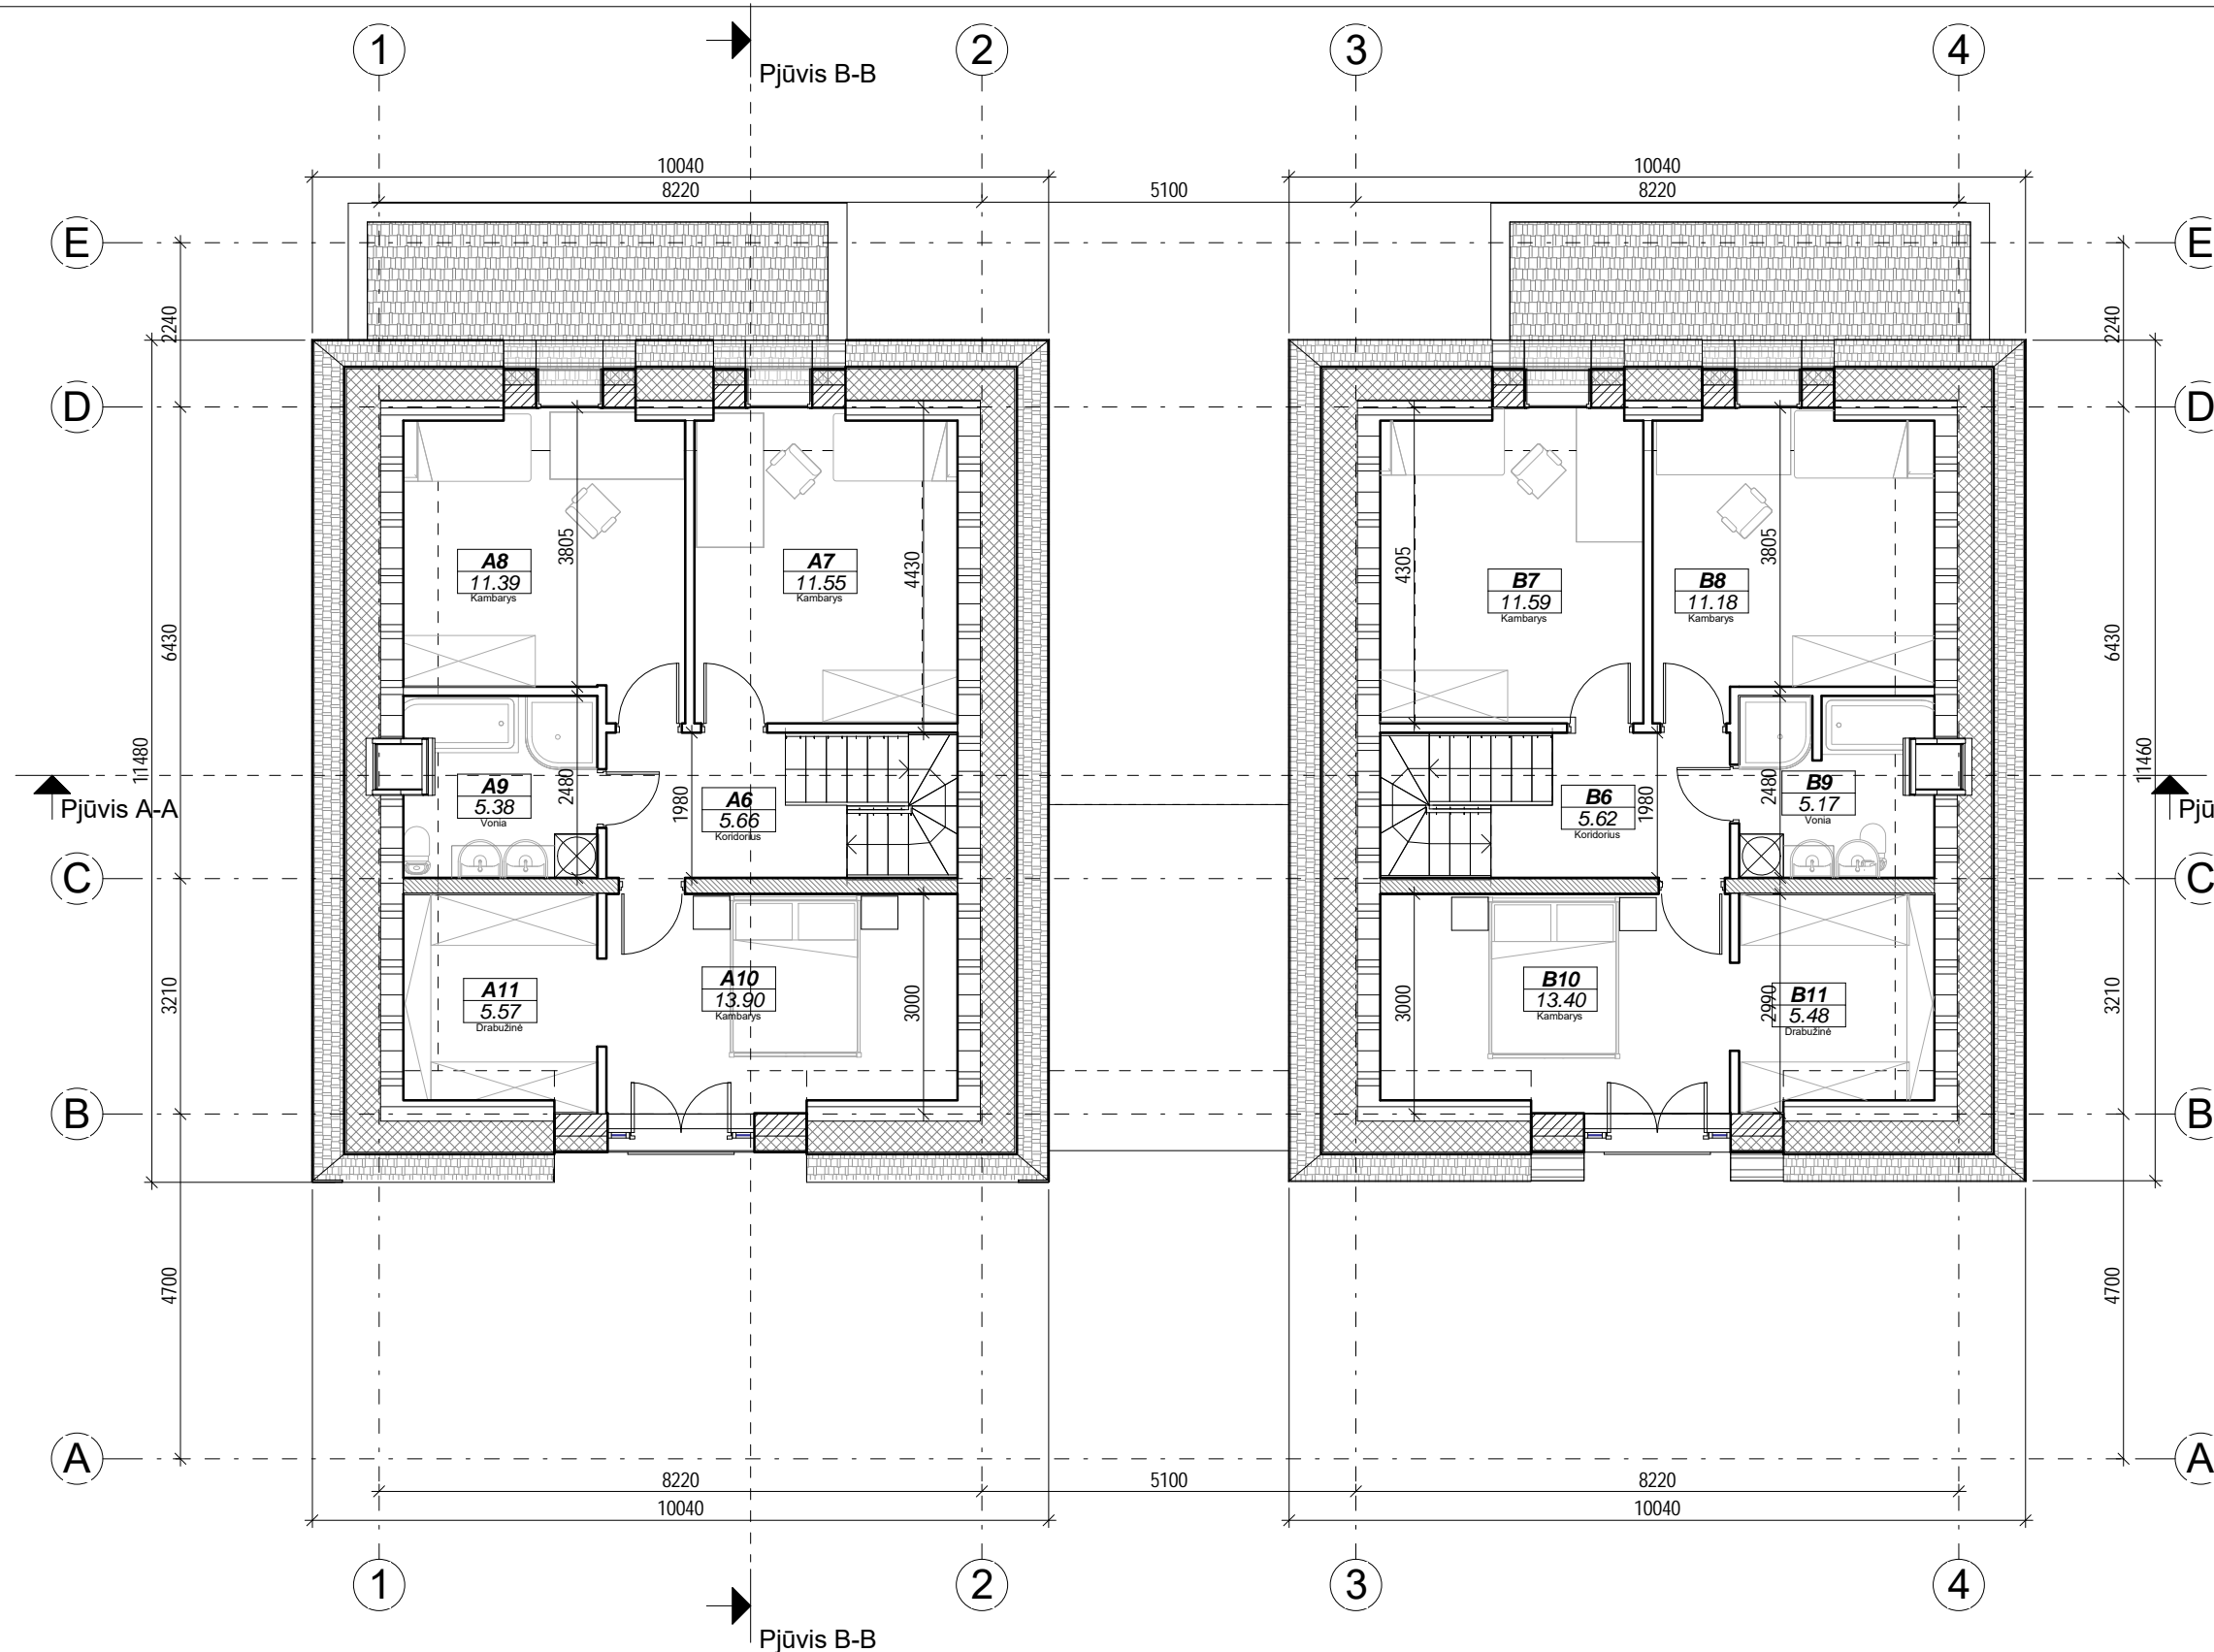 1
2
3
4
Pjūvis B-B
10040
10040
8220
5100
8220
E
E
2240
2240
D
D
3805
4430
4305
3805
A8
11.39
Kambarys
A7
11.55
Kambarys
B7
11.59
Kambarys
B8
11.18
Kambarys
6430
6430
11480
11460
Pjūvis A-A
Pjū
A9
5.38
Vonia
2480
1980
A6
5.66
Koridorius
B6
5.62
Koridorius
1980
2480
B9
5.17
Vonia
C
C
3210
3210
A11
5.57
Drabužinė
A10
13.90
Kambarys
3000
3000
B10
13.40
Kambarys
2990
B11
5.48
Drabužinė
B
B
4700
4700
A
A
8220
5100
8220
10040
10040
1
2
3
4
Pjūvis B-B